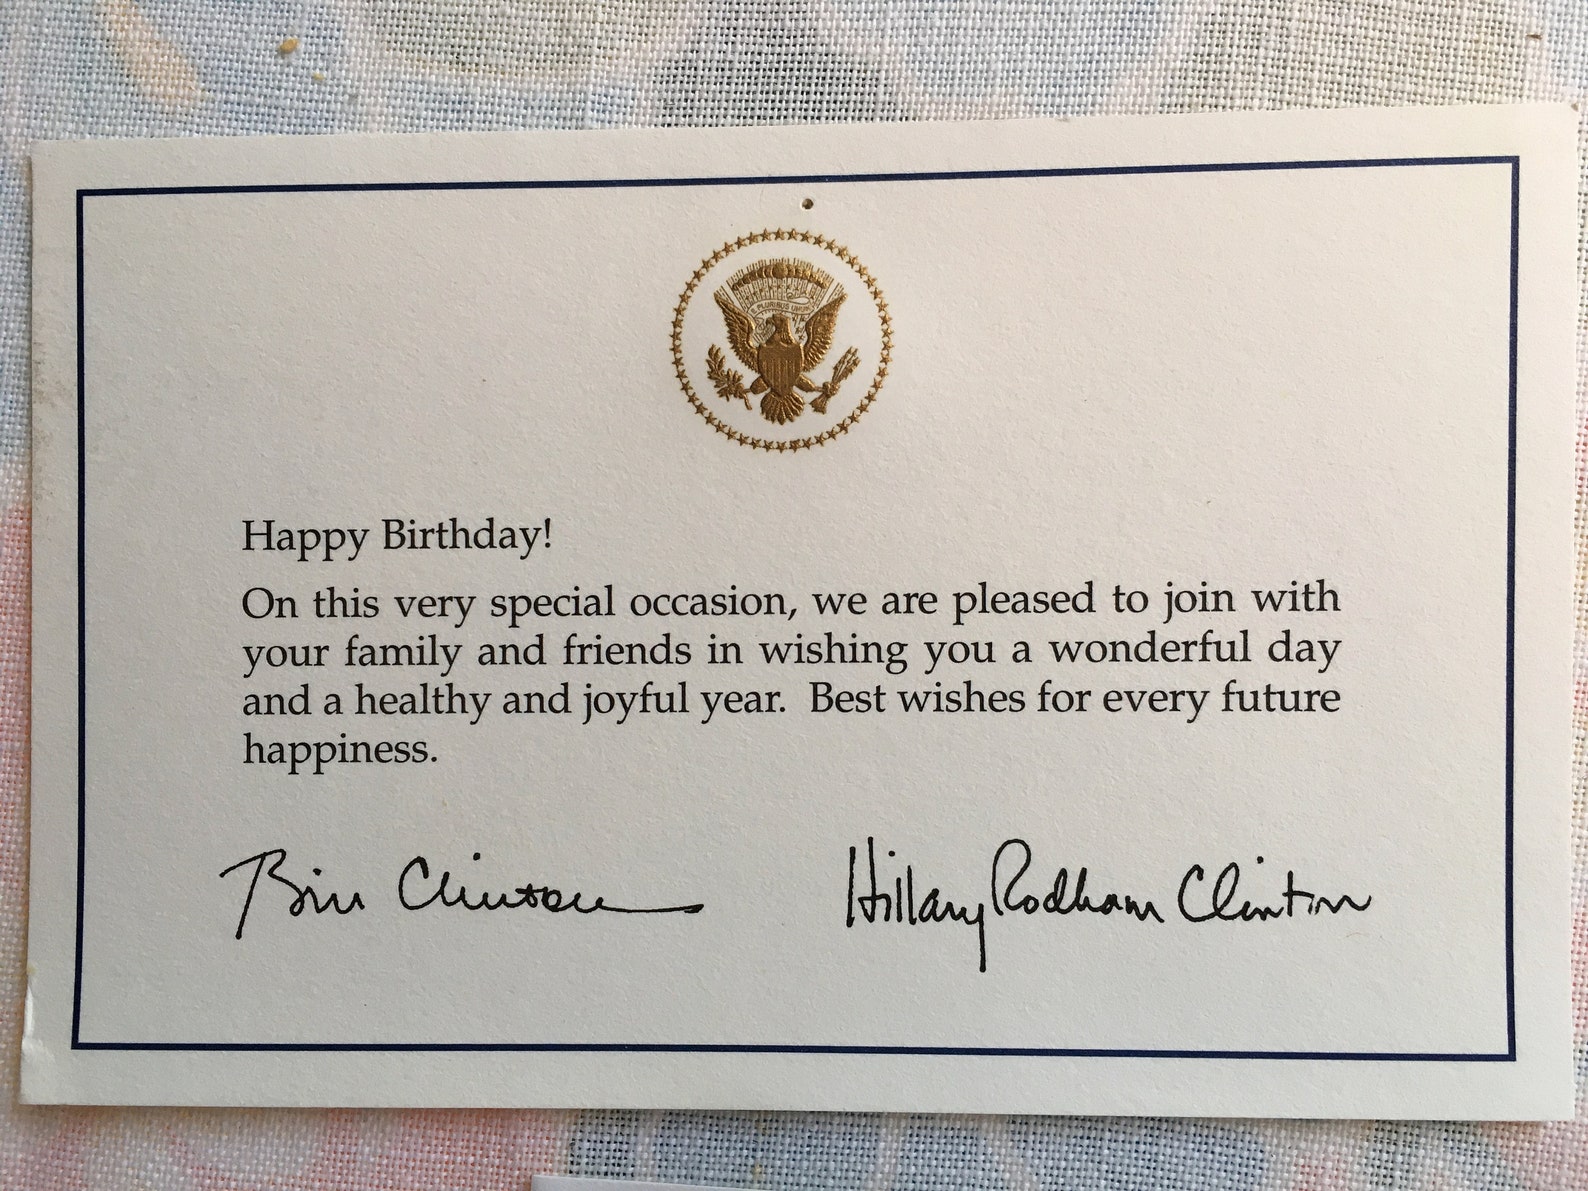 E PLURIBUS UNUM
Happy Birthday!
On this very special occasion, we are pleased to join with
your family and friends in wishing you a wonderful day
and a healthy and joyful year. Best wishes for every future
happiness.
Bill Clinton Hillary Rodham Clinton